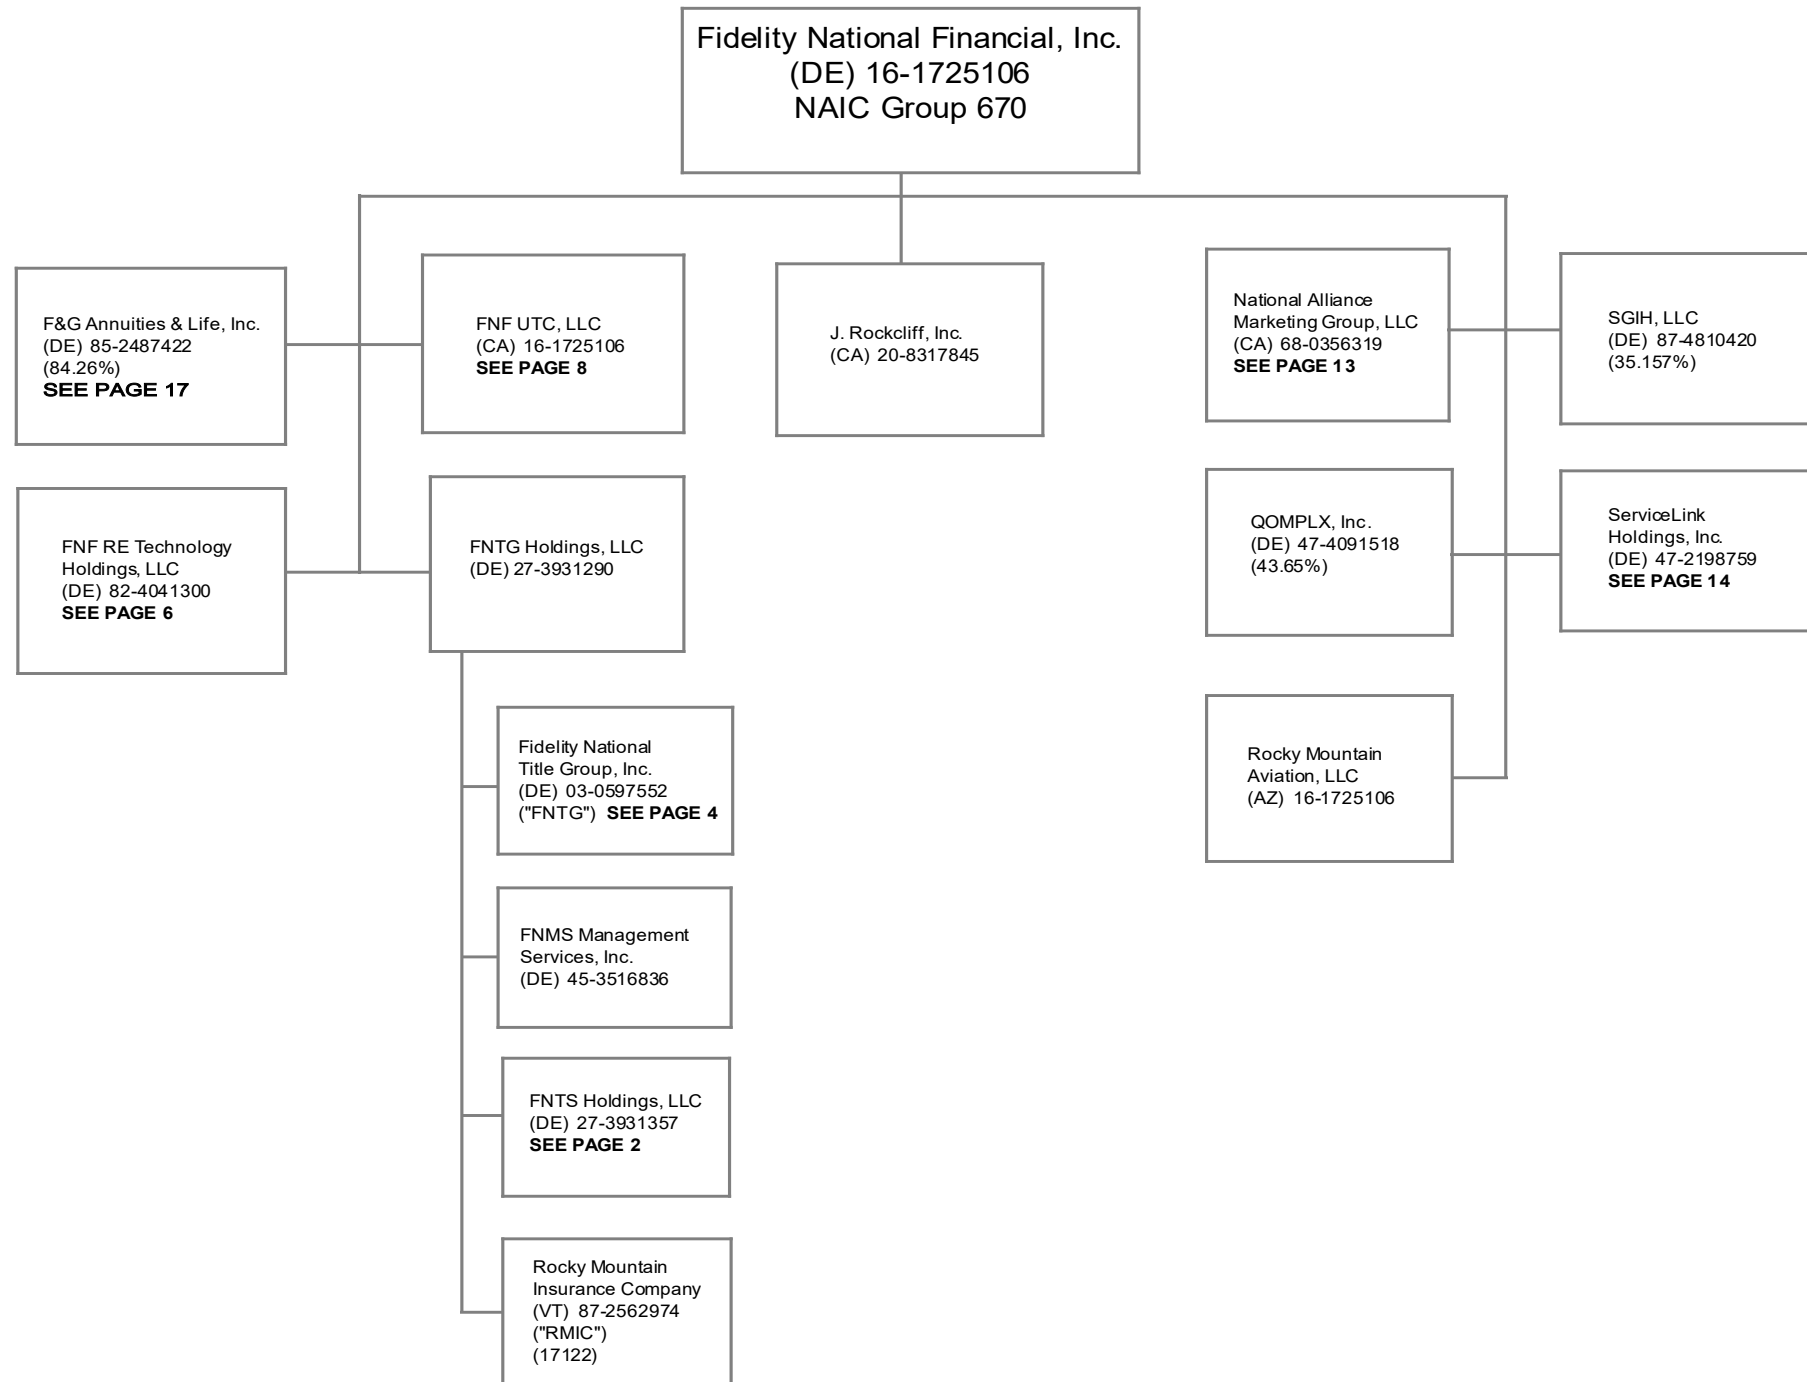 Fidelity National Financial, Inc.
(DE) 16-1725106
NAIC Group 670
F&G Annuities & Life, Inc.
(DE) 85-2487422
(84.26%)
SEE PAGE 17
FNF UTC, LLC
(CA) 16-1725106
SEE PAGE 8
J. Rockcliff, Inc.
(CA) 20-8317845
National Alliance
Marketing Group, LLC
(CA) 68-0356319
SEE PAGE 13
SGIH, LLC
(DE) 87-4810420
(35.157%)
FNF RE Technology
Holdings, LLC
(DE) 82-4041300
SEE PAGE 6
FNTG Holdings, LLC
(DE) 27-3931290
QOMPLX, Inc.
(DE) 47-4091518
(43.65%)
ServiceLink
Holdings, Inc.
(DE) 47-2198759
SEE PAGE 14
Fidelity National
Title Group, Inc.
(DE) 03-0597552
("FNTG") SEE PAGE 4
Rocky Mountain
Aviation, LLC
(AZ) 16-1725106
FNMS Management
Services, Inc.
(DE) 45-3516836
FNTS Holdings, LLC
(DE) 27-3931357
SEE PAGE 2
Rocky Mountain
Insurance Company
(VT) 87-2562974
("RMIC")
(17122)